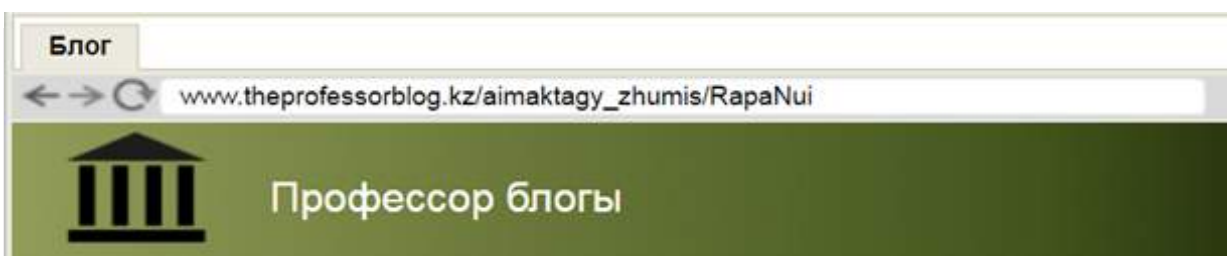 Блог
www.theprofessorblog.kz/aimaktagy_zhumis/RapaNui
Профессор блогы